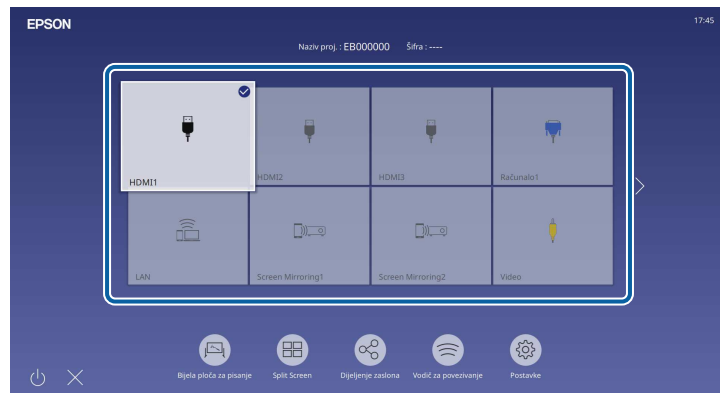 EPSON
17:45
Naziv proj. : EB000000 Šifra : ----
HDMI1
HDMI2
HDMI3
Računalo1
LAN
Screen Mirroring1
Screen Mirroring2
Video
Bijela ploča za pisanje
Split Screen
Dijeljenje zaslona
Vodič za povezivanje
Postavke